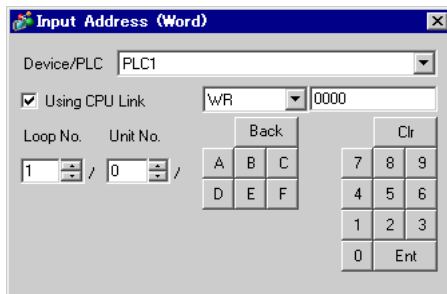 Input Address (Word)
Device/PLC PLC1
Using CPU Link WR 0000
Loop No. Unit No. Back Clr
1 / 0 / A B C 7 8 9
D E F 4 5 6
1 2 3
0 Ent